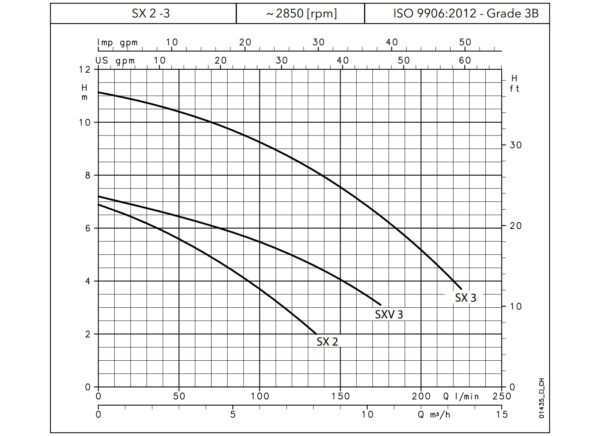 SX 2 -3 ~ 2850 [rpm] ISO 9906:2012 - Grade 3B
Imp gpm 10 20 30 40 50
US gpm 10 20 30 40 50 60
12 H m H ft
10
30
8
6 20
4
SX 3
10
SXV 3
2 SX 2
0 0
0 50 100 150 200 Q l/min 250
0 5 10 Q m³/h 15
01435_D_CH